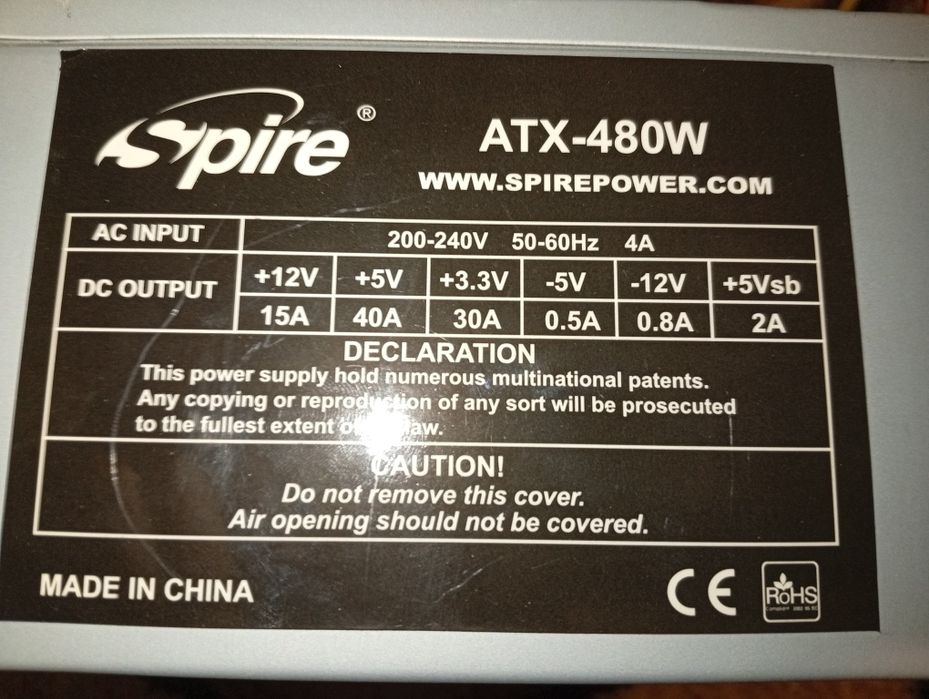 Spire®
ATX-480W
WWW.SPIREPOWER.COM
AC INPUT 200-240V 50-60Hz 4A
DC OUTPUT +12V +5V +3.3V -5V -12V +5Vsb
15A 40A 30A 0.5A 0.8A 2A
DECLARATION
This power supply hold numerous multinational patents.
Any copying or reproduction of any sort will be prosecuted
to the fullest extent law.
CAUTION!
Do not remove this cover.
Air opening should not be covered.
MADE IN CHINA
CE
RoHS